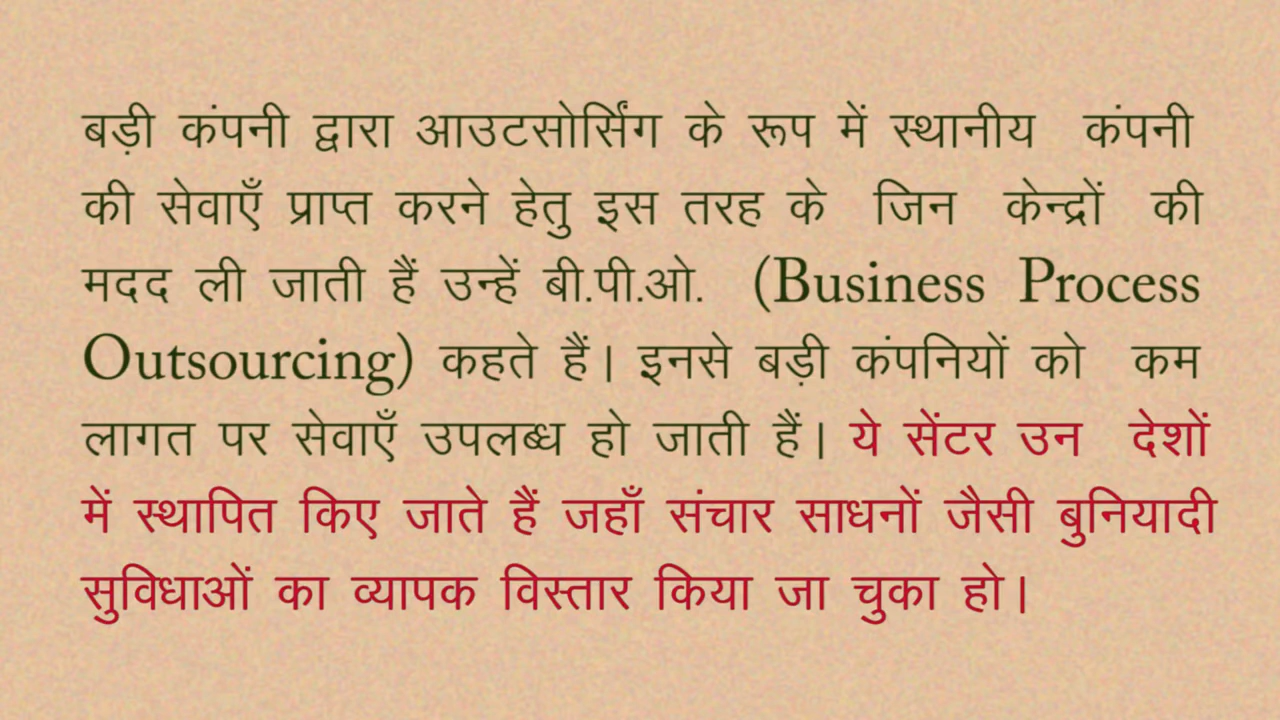 बड़ी कंपनी द्वारा आउटसोर्सिंग के रूप में स्थानीय कंपनी
की सेवाएँ प्राप्त करने हेतु इस तरह के जिन केन्द्रों की
मदद ली जाती हैं उन्हें बी.पी.ओ. (Business Process
Outsourcing) कहते हैं। इनसे बड़ी कंपनियों को कम
लागत पर सेवाएँ उपलब्ध हो जाती हैं। ये सेंटर उन देशों
में स्थापित किए जाते हैं जहाँ संचार साधनों जैसी बुनियादी
सुविधाओं का व्यापक विस्तार किया जा चुका हो।